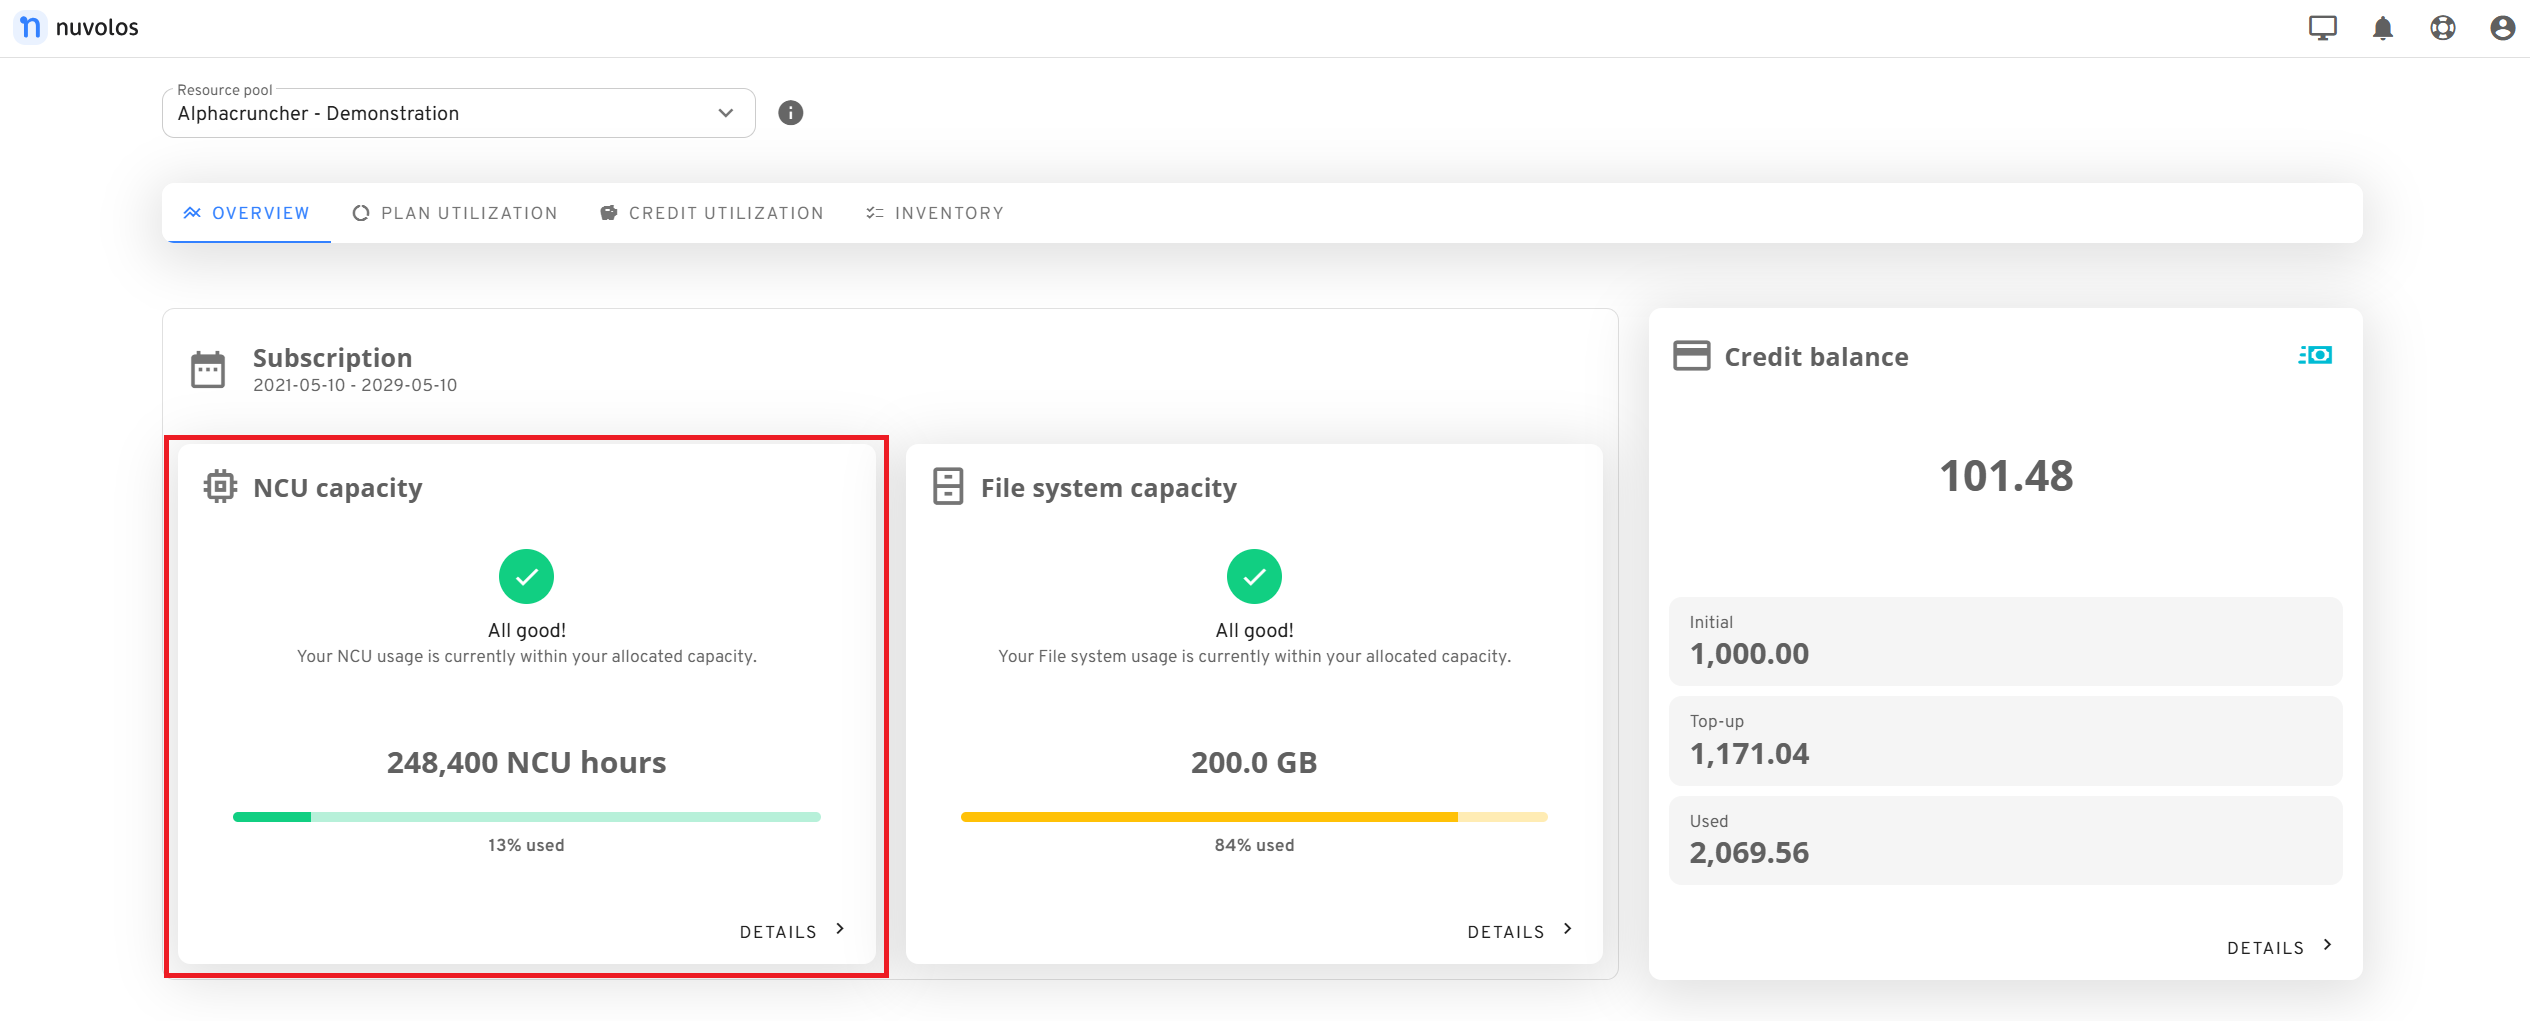 nuvolos
Resource pool
Alphacruncher - Demonstration
OVERVIEW
PLAN UTILIZATION
CREDIT UTILIZATION
INVENTORY
Subscription
2021-05-10 - 2029-05-10
NCU capacity
All good!
Your NCU usage is currently within your allocated capacity.
248,400 NCU hours
13% used
DETAILS
File system capacity
All good!
Your File system usage is currently within your allocated capacity.
200.0 GB
84% used
DETAILS
Credit balance
101.48
Initial
1,000.00
Top-up
1,171.04
Used
2,069.56
DETAILS